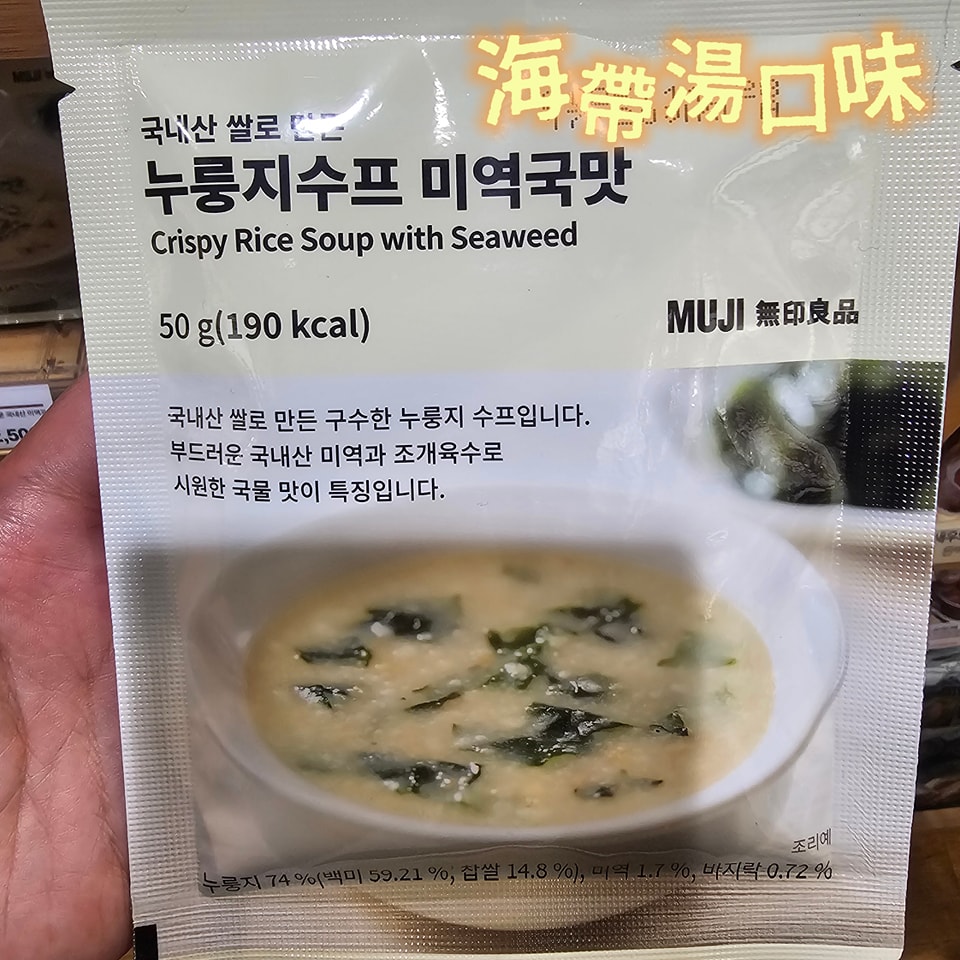 海帶湯口味
국내산 쌀로 만든
누룽지수프 미역국맛
Crispy Rice Soup with Seaweed
50 g(190 kcal)
MUJI 無印良品
국내산 쌀로 만든 구수한 누룽지 수프입니다.
부드러운 국내산 미역과 조개육수로
시원한 국물 맛이 특징입니다.
조리예
누룽지 74 %(백미 59.21 %, 찹쌀 14.8 %), 미역 1.7 %, 바지락 0.72 %
MUJI